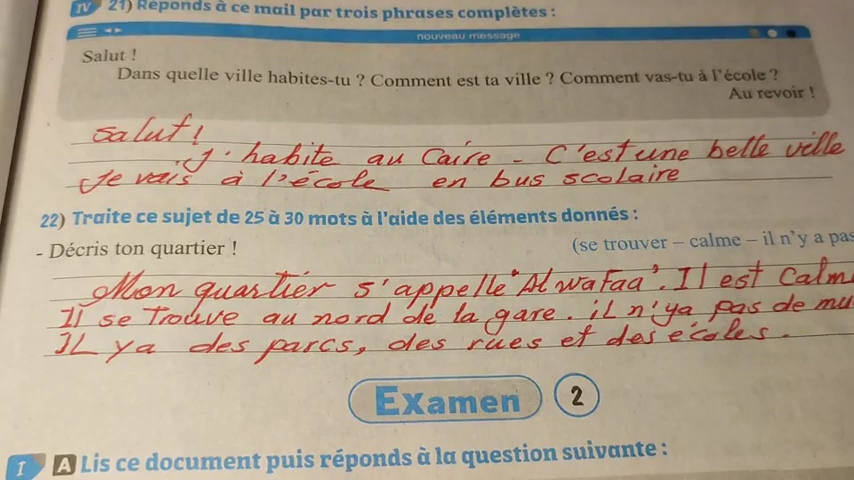 IV 21) Réponds à ce mail par trois phrases complètes :
nouveau message
Salut !
Dans quelle ville habites-tu ? Comment est ta ville ? Comment vas-tu à l'école ?
Au revoir !
Salut!
J'habite au Caire - C'est une belle ville
Je vais à l'école en bus scolaire
22) Traite ce sujet de 25 à 30 mots à l'aide des éléments donnés :
- Décris ton quartier !
(se trouver – calme – il n'y a pas
Mon quartier s'appelle "Al wafaa". Il est Calm
Il se Trouve au nord de la gare. il n'ya pas de mu
IL ya des parcs, des rues et des écoles.
Examen 2
I A Lis ce document puis réponds à la question suivante :